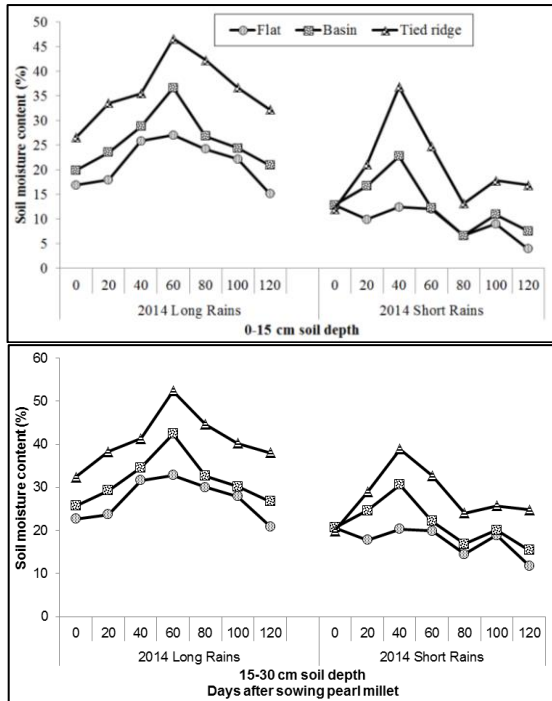 50
45
40
35
30
25
20
15
10
5
0
Soil moisture content (%)
Flat Basin Tied ridge
0 20 40 60 80 100 120 0 20 40 60 80 100 120
2014 Long Rains 2014 Short Rains
0-15 cm soil depth
60
50
40
30
20
10
0
Soil moisture content (%)
0 20 40 60 80 100 120 0 20 40 60 80 100 120
2014 Long Rains 2014 Short Rains
15-30 cm soil depth
Days after sowing pearl millet